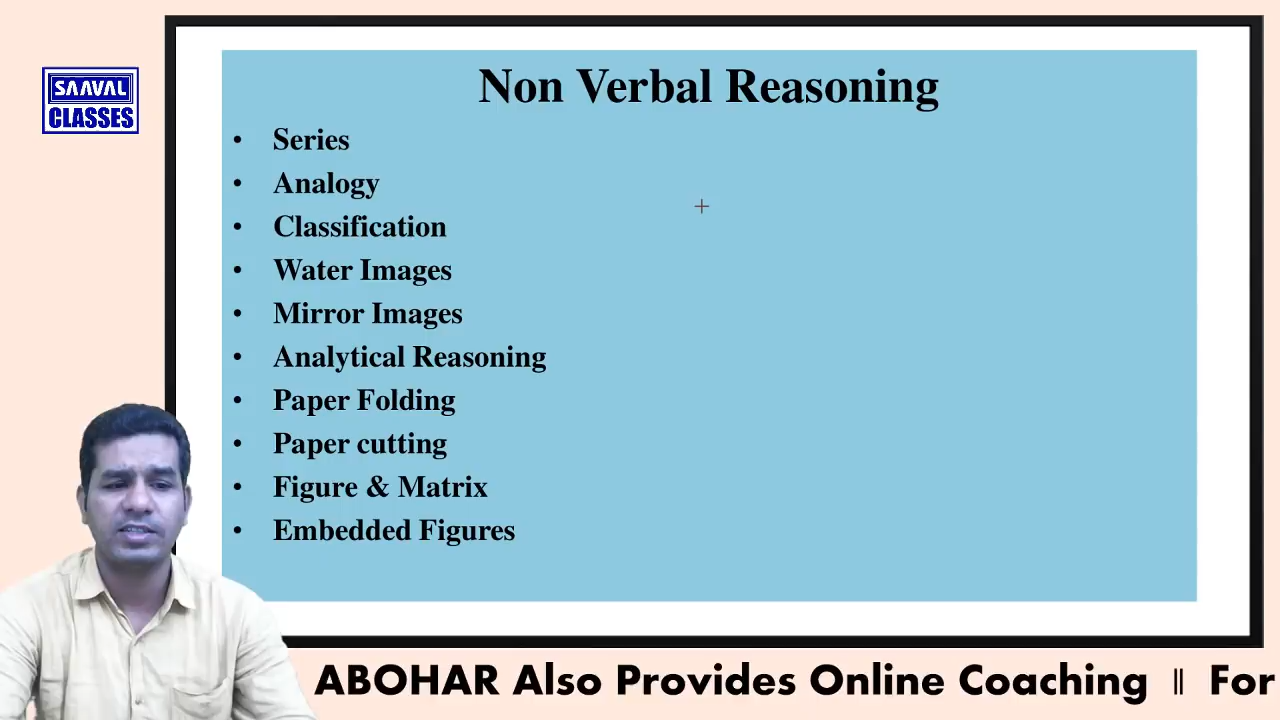 SAAVAL
CLASSES
Non Verbal Reasoning
• Series
• Analogy
• Classification
• Water Images
• Mirror Images
• Analytical Reasoning
• Paper Folding
• Paper cutting
• Figure & Matrix
• Embedded Figures
ABOHAR Also Provides Online Coaching || For